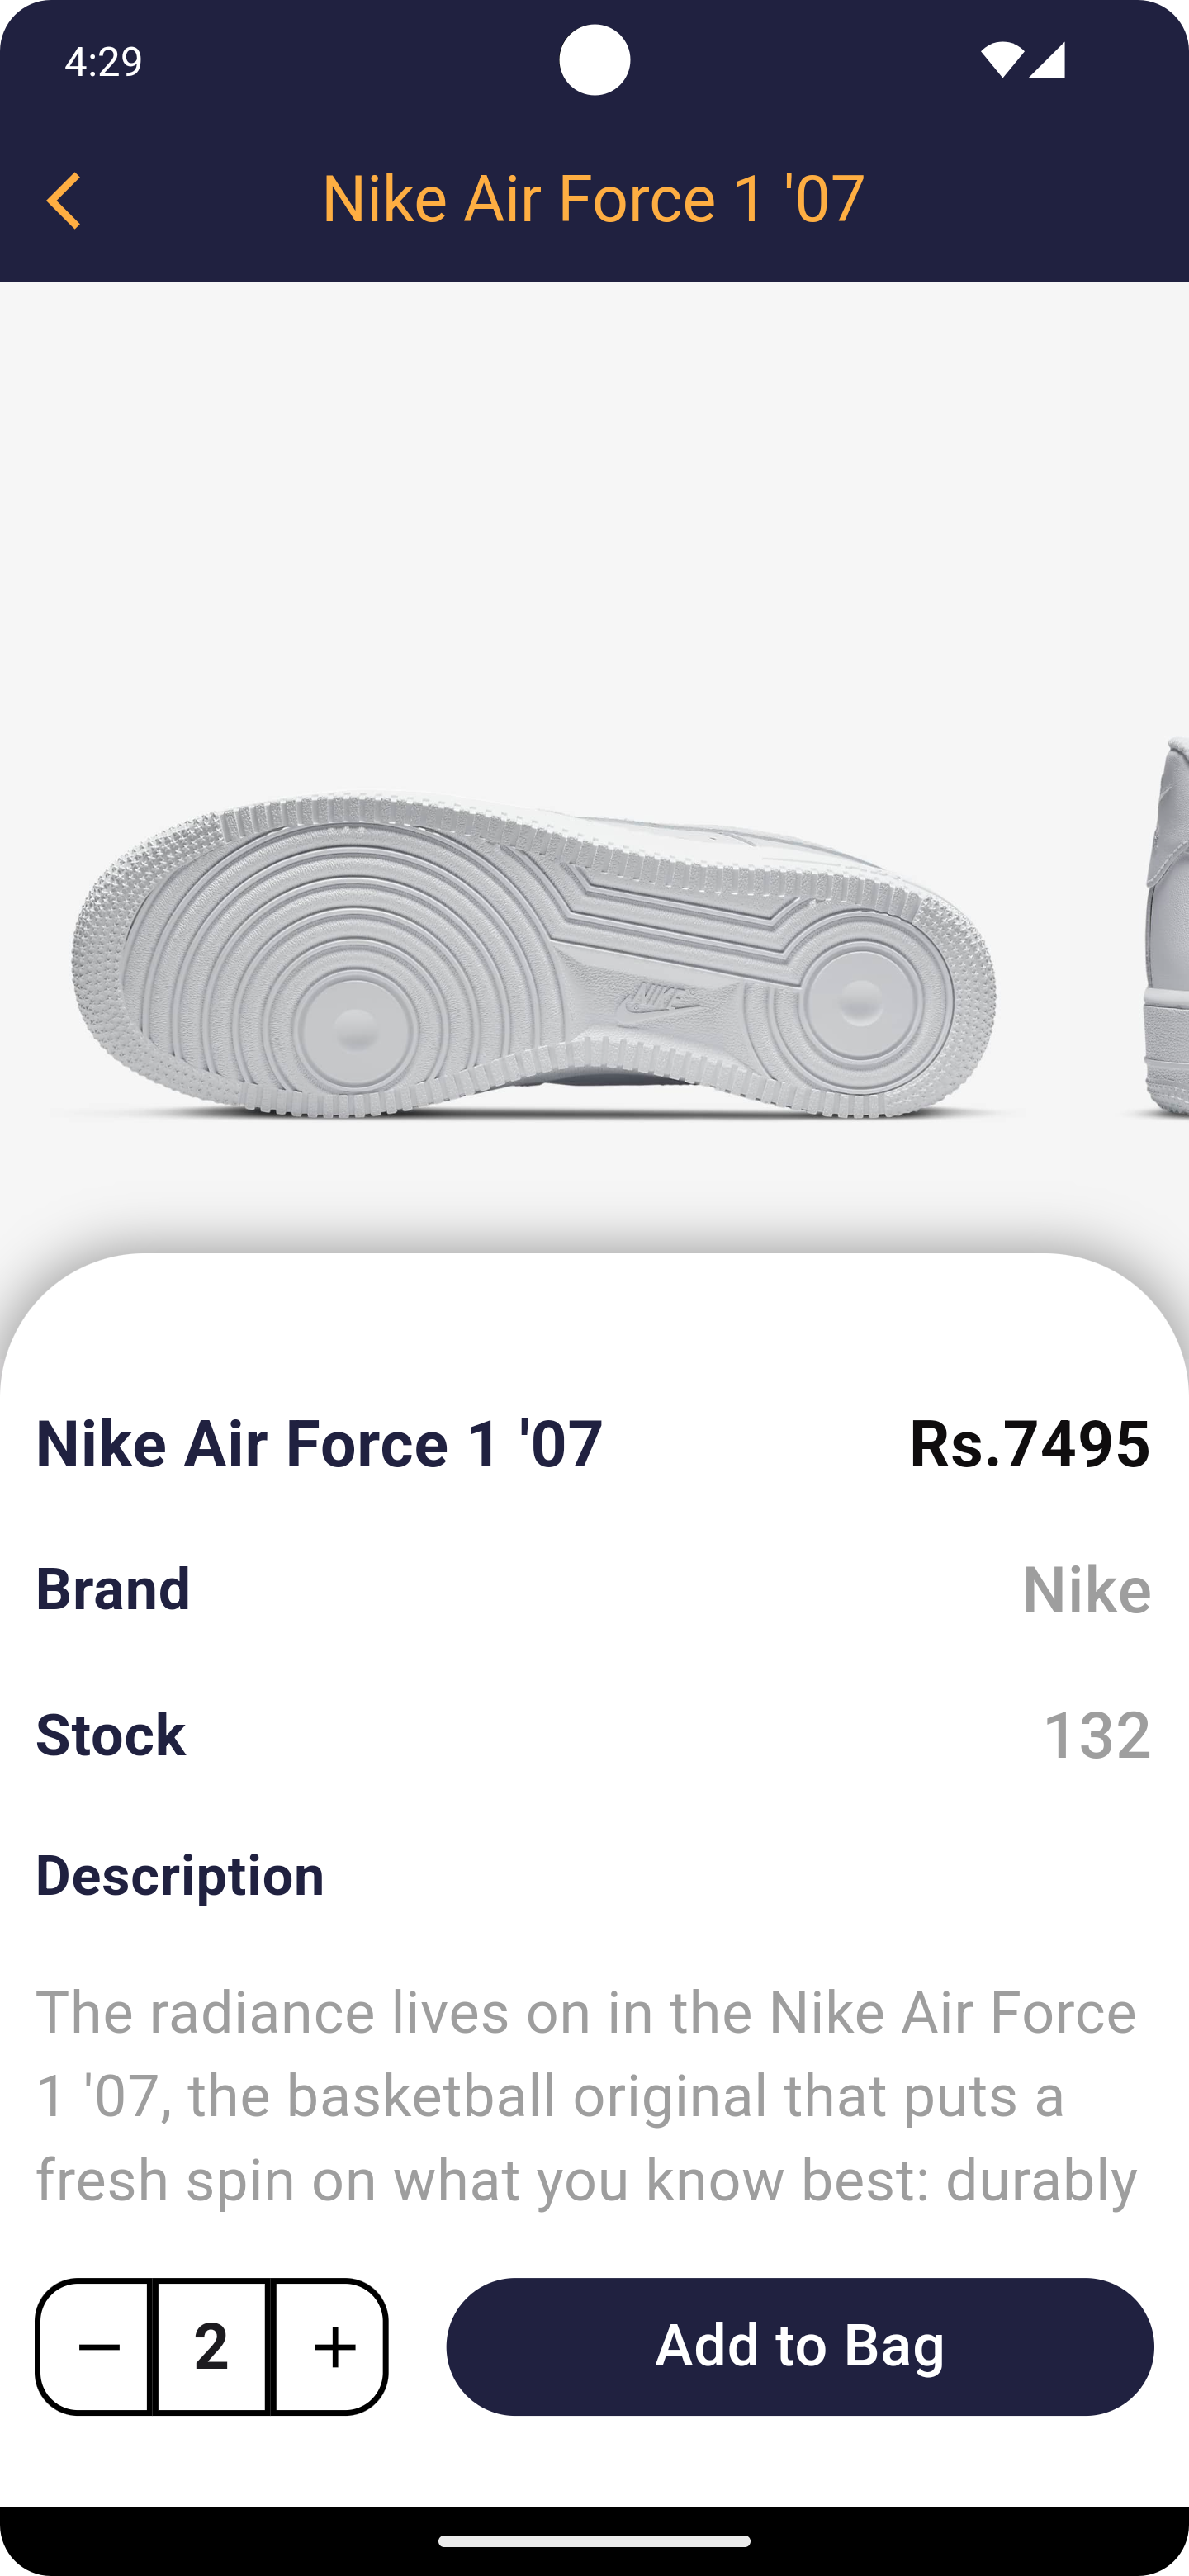 4:29
Nike Air Force 1 '07
NIKE
Nike Air Force 1 '07 Rs.7495
Brand Nike
Stock 132
Description
The radiance lives on in the Nike Air Force
1 '07, the basketball original that puts a
fresh spin on what you know best: durably
2 Add to Bag